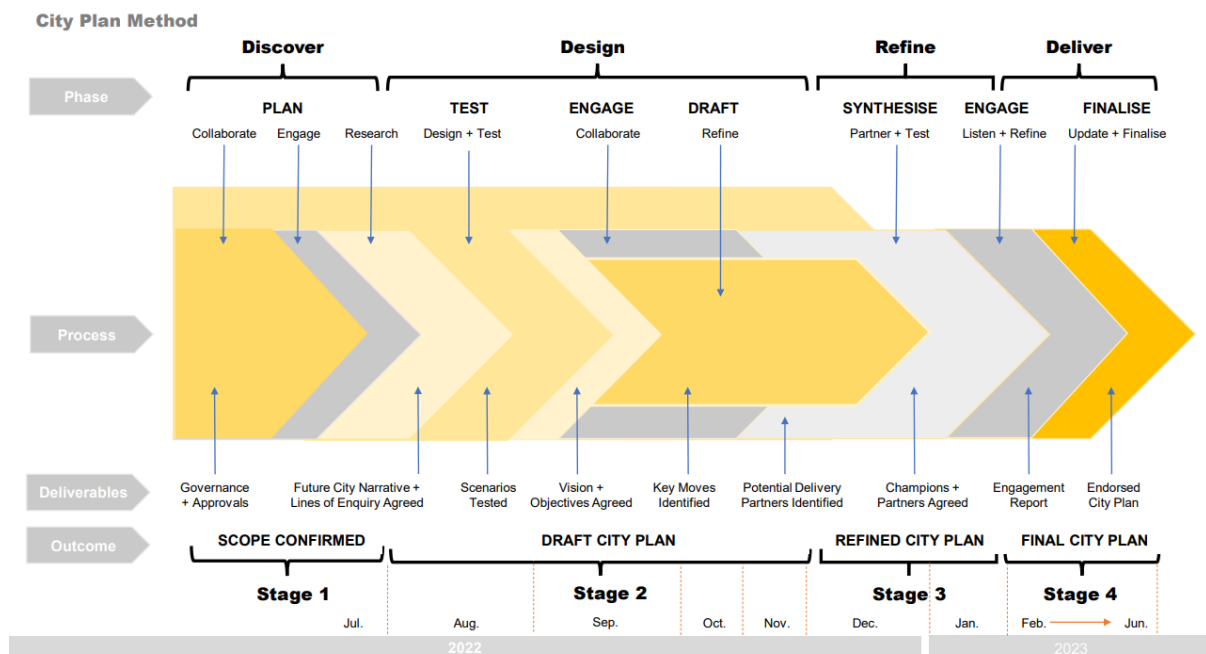 City Plan Method
Discover Design Refine Deliver
Phase
PLAN TEST ENGAGE DRAFT SYNTHESISE ENGAGE FINALISE
Collaborate Engage Research Design + Test Collaborate Refine Partner + Test Listen + Refine Update + Finalise
Process
Deliverables
Governance Future City Narrative + Scenarios Vision + Key Moves Potential Delivery Champions + Engagement Endorsed
+ Approvals Lines of Enquiry Agreed Tested Objectives Agreed Identified Partners Identified Partners Agreed Report City Plan
Outcome
SCOPE CONFIRMED DRAFT CITY PLAN REFINED CITY PLAN FINAL CITY PLAN
Stage 1 Stage 2 Stage 3 Stage 4
Jul. Aug. Sep. Oct. Nov. Dec. Jan. Feb. Jun.
2022 2023